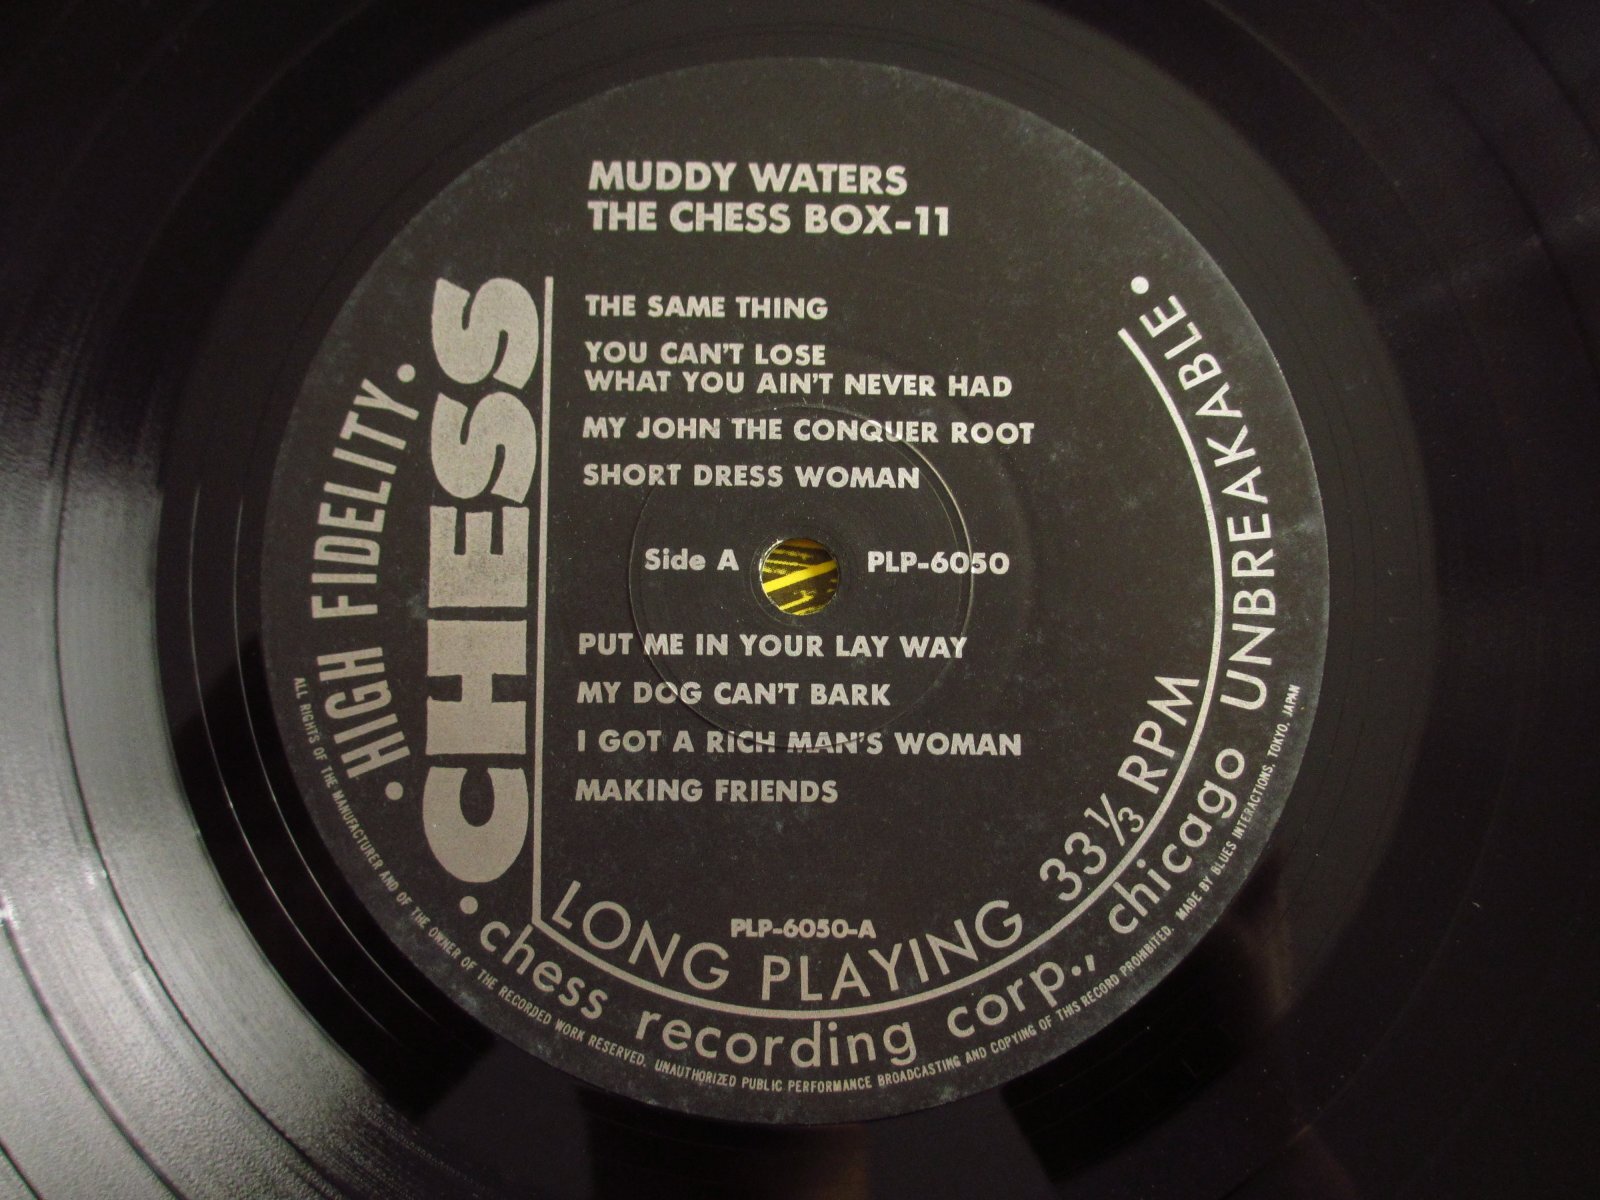 MUDDY WATERS
THE CHESS BOX-11
THE SAME THING
YOU CAN'T LOSE
WHAT YOU AIN'T NEVER HAD
MY JOHN THE CONQUER ROOT
SHORT DRESS WOMAN
Side A
PLP-6050
PUT ME IN YOUR LAY WAY
MY DOG CAN'T BARK
I GOT A RICH MAN'S WOMAN
MAKING FRIENDS
PLP-6050-A
LONG PLAYING 33⅓ RPM
CHESS
•HIGH FIDELITY•
•chess recording corp., chicago UNBREAKABLE•
ALL RIGHTS OF THE MANUFACTURER AND OF THE OWNER OF THE RECORDED WORK RESERVED. UNAUTHORIZED PUBLIC PERFORMANCE BROADCASTING AND COPYING OF THIS RECORD PROHIBITED. MADE BY BLUES INTERACTIONS, TOKYO, JAPAN